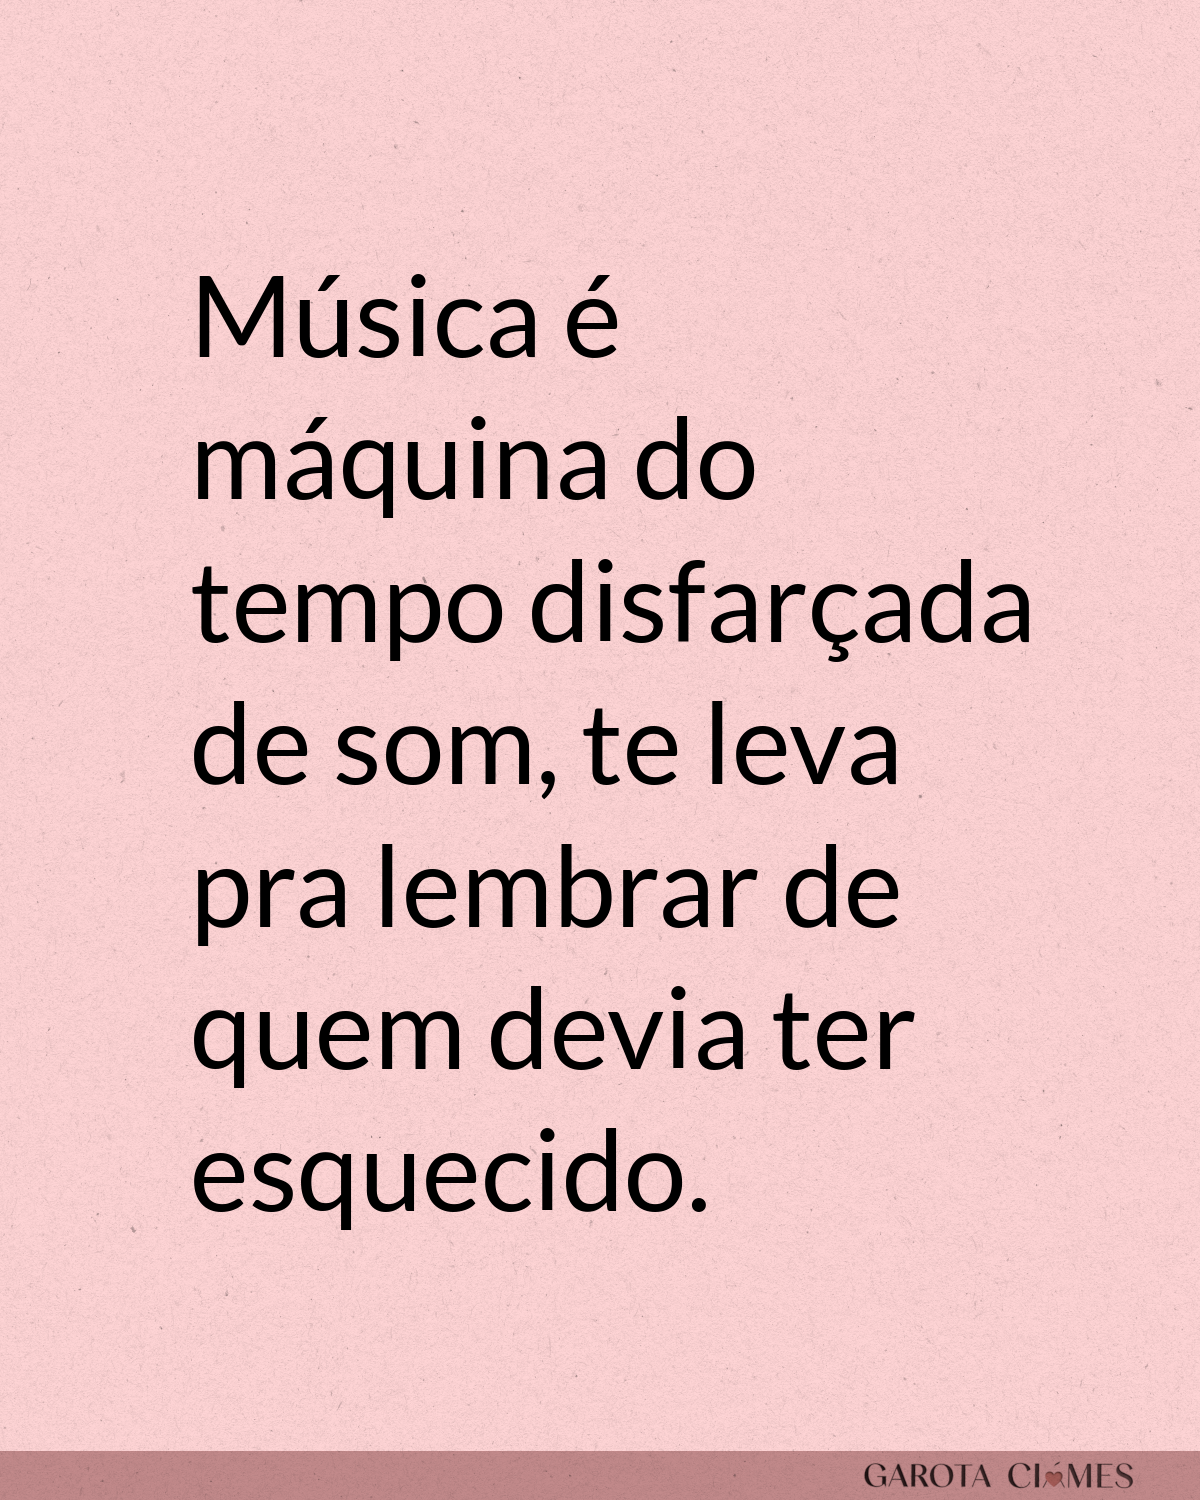 Música é
máquina do
tempo disfarçada
de som, te leva
pra lembrar de
quem devia ter
esquecido.
GAROTA CIÚMES